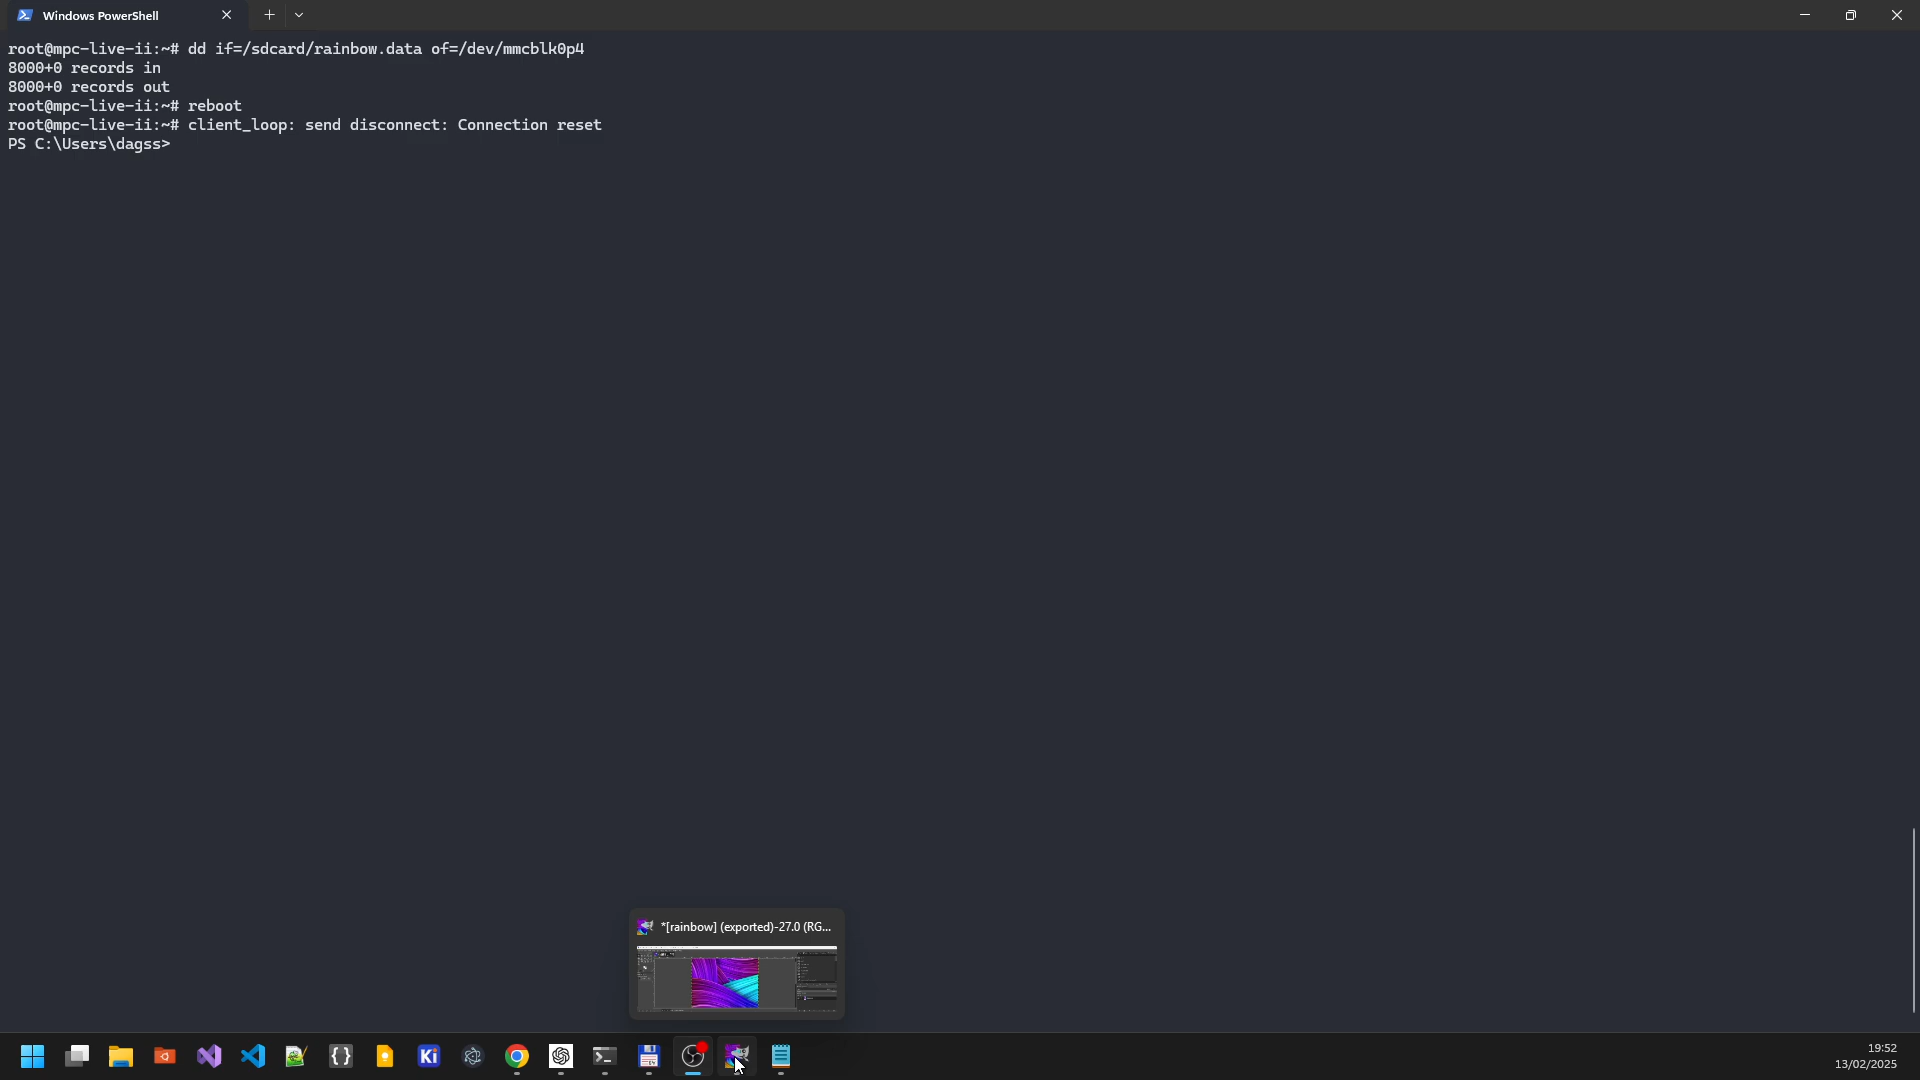 Windows PowerShell
root@mpc-live-ii:~# dd if=/sdcard/rainbow.data of=/dev/mmcblk0p4
8000+0 records in
8000+0 records out
root@mpc-live-ii:~# reboot
root@mpc-live-ii:~# client_loop: send disconnect: Connection reset
PS C:\Users\dagss>
*[rainbow] (exported)-27.0 (RG...
Ki
19:52
13/02/2025